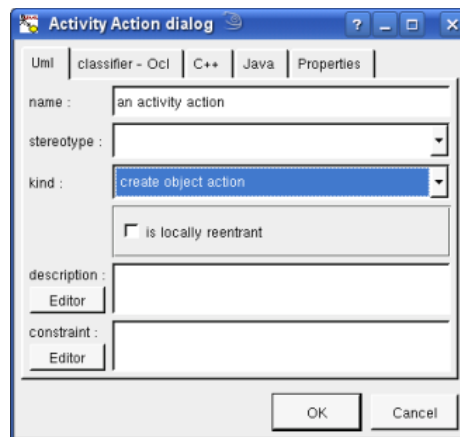 Activity Action dialog
Uml classifier - Ocl C++ Java Properties
name : an activity action
stereotype :
kind : create object action
is locally reentrant
description :
Editor
constraint :
Editor
OK Cancel